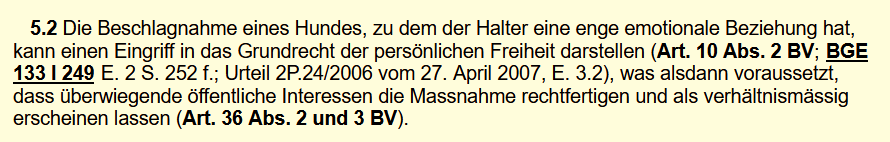 5.2 Die Beschlagnahme eines Hundes, zu dem der Halter eine enge emotionale Beziehung hat,
kann einen Eingriff in das Grundrecht der persönlichen Freiheit darstellen (Art. 10 Abs. 2 BV; BGE
133 I 249 E. 2 S. 252 f.; Urteil 2P.24/2006 vom 27. April 2007, E. 3.2), was alsdann voraussetzt,
dass überwiegende öffentliche Interessen die Massnahme rechtfertigen und als verhältnismässig
erscheinen lassen (Art. 36 Abs. 2 und 3 BV).